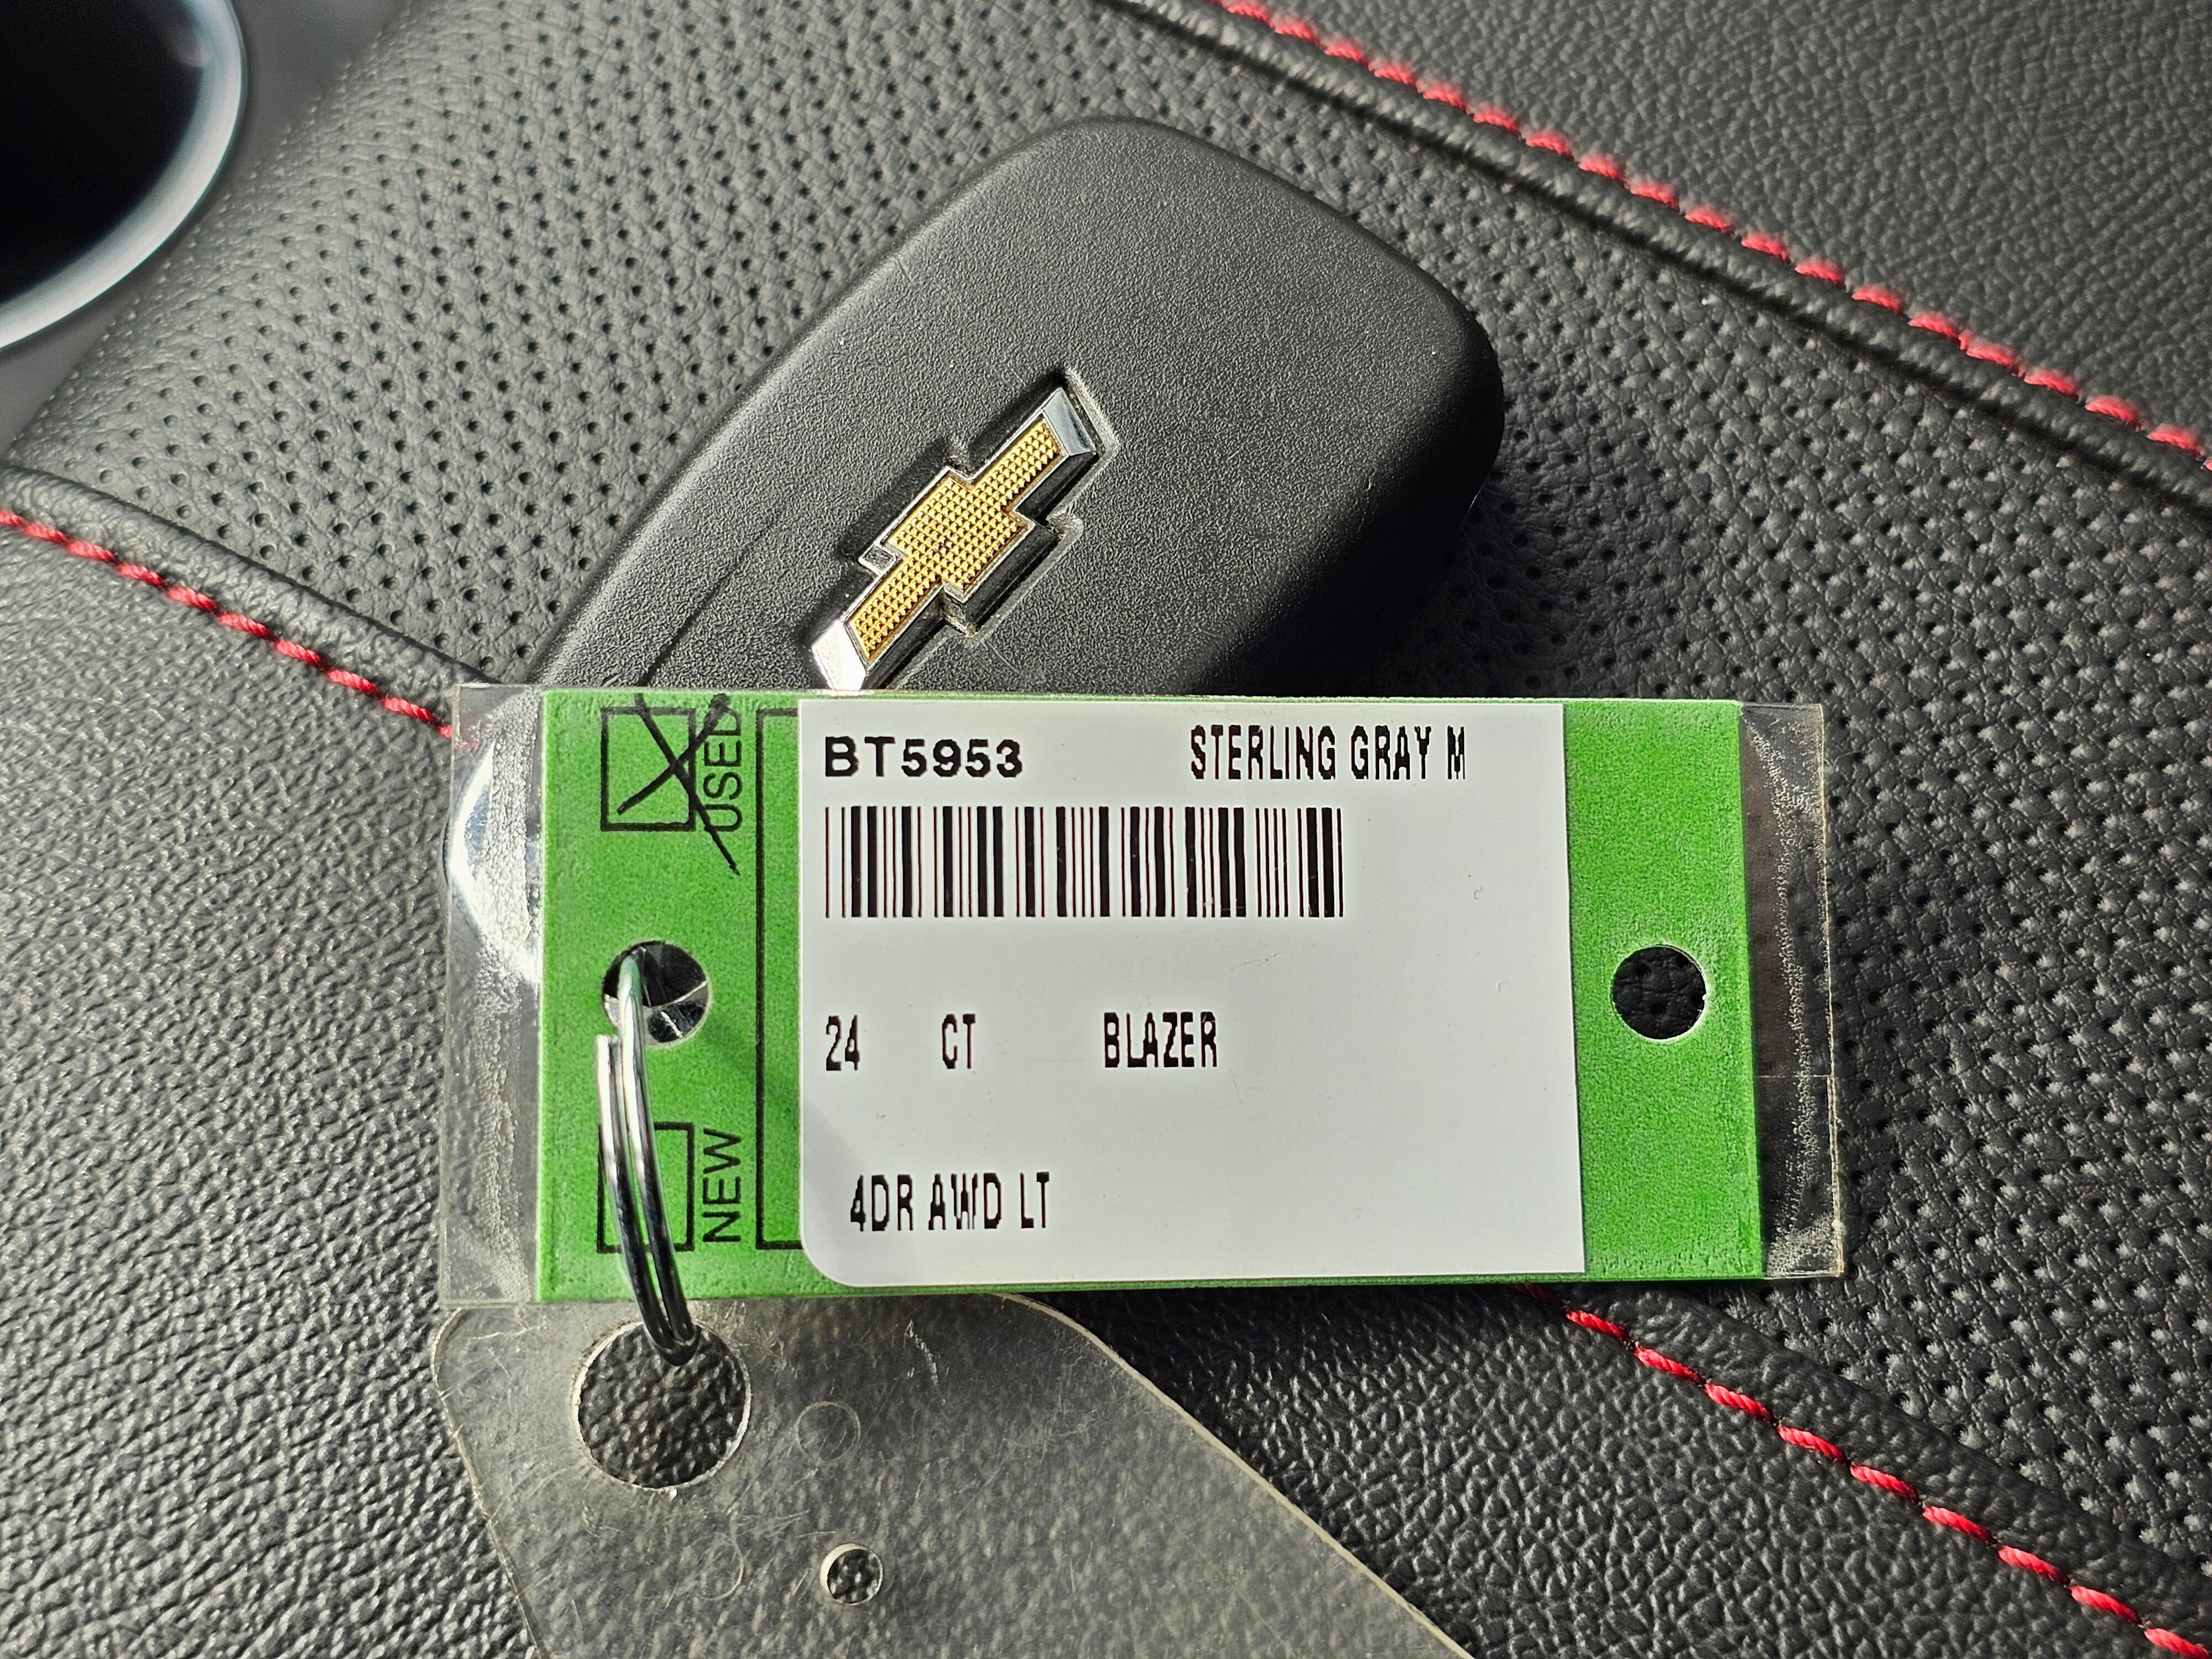 USED
NEW
BT5953 STERLING GRAY M
24 CT BLAZER
4DR AWD LT